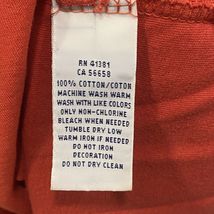 RN 41381
CA 56658
100% COTTON/COTON
MACHINE WASH WARM
WASH WITH LIKE COLORS
ONLY NON-CHLORINE
BLEACH WHEN NEEDED
TUMBLE DRY LOW
WARM IRON IF NEEDED
DO NOT IRON
DECORATION
DO NOT DRY CLEAN